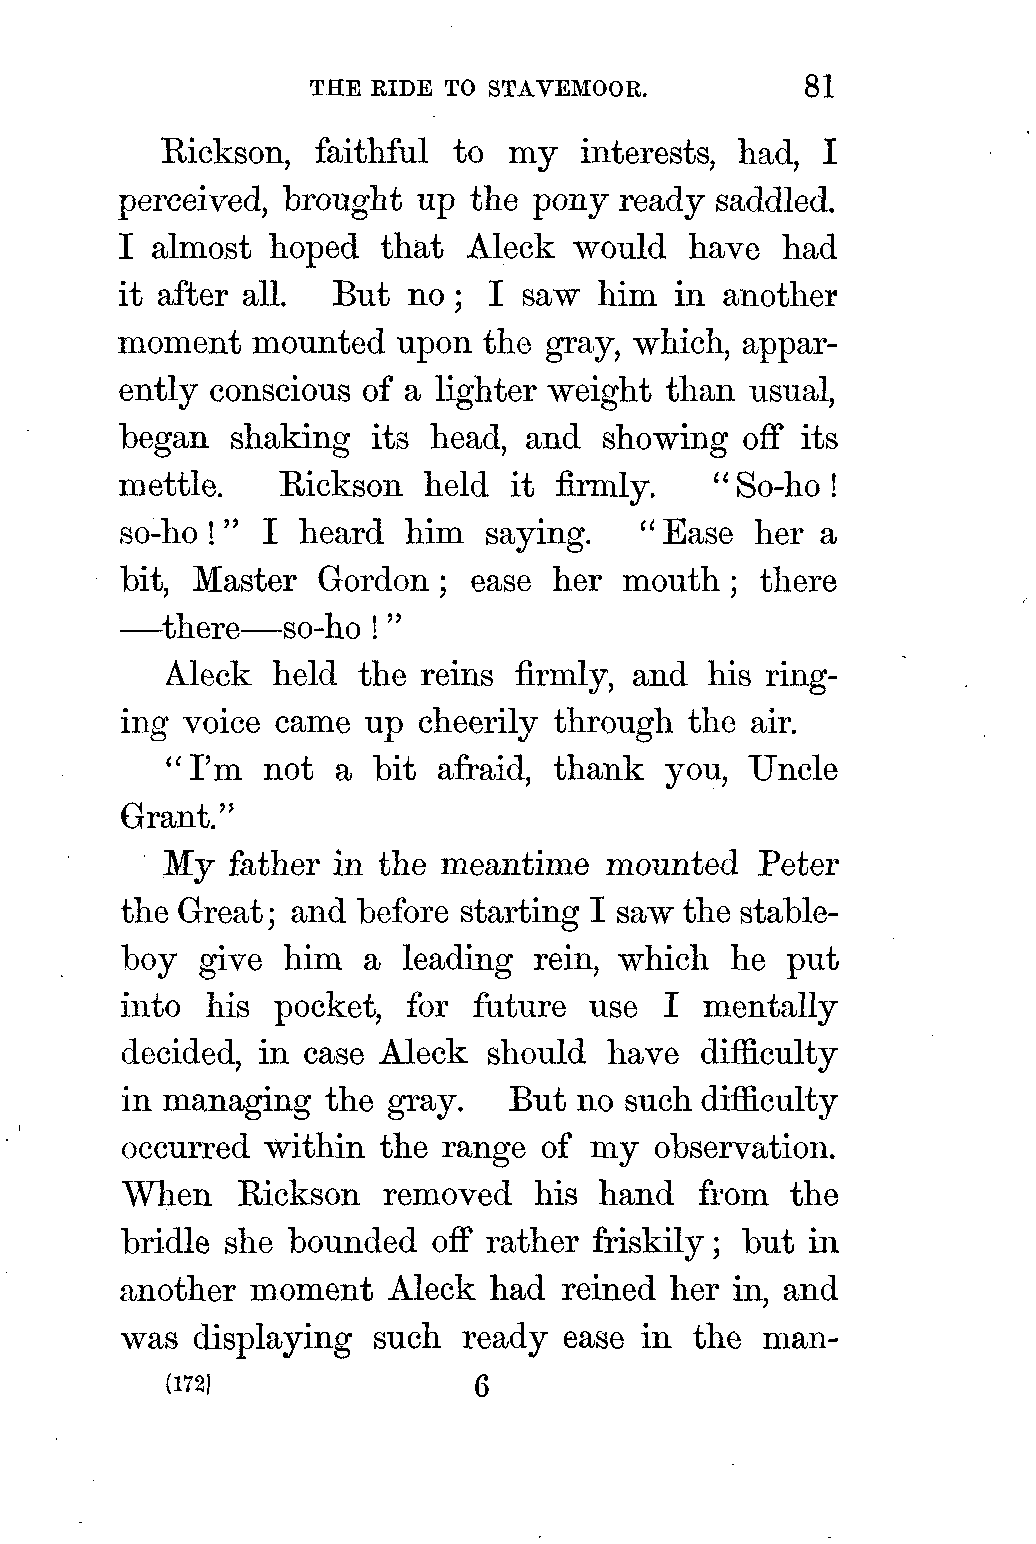 THE RIDE TO STAVEMOOR. 81
Rickson, faithful to my interests, had, I
perceived, brought up the pony ready saddled.
I almost hoped that Aleck would have had
it after all. But no; I saw him in another
moment mounted upon the gray, which, appar-
ently conscious of a lighter weight than usual,
began shaking its head, and showing off its
mettle. Rickson held it firmly. "So-ho!
so-ho!" I heard him saying. "Ease her a
bit, Master Gordon; ease her mouth; there
—there—so-ho!"
Aleck held the reins firmly, and his ring-
ing voice came up cheerily through the air.
"I'm not a bit afraid, thank you, Uncle
Grant."
My father in the meantime mounted Peter
the Great; and before starting I saw the stable-
boy give him a leading rein, which he put
into his pocket, for future use I mentally
decided, in case Aleck should have difficulty
in managing the gray. But no such difficulty
occurred within the range of my observation.
When Rickson removed his hand from the
bridle she bounded off rather friskily; but in
another moment Aleck had reined her in, and
was displaying such ready ease in the man-
(172) 6